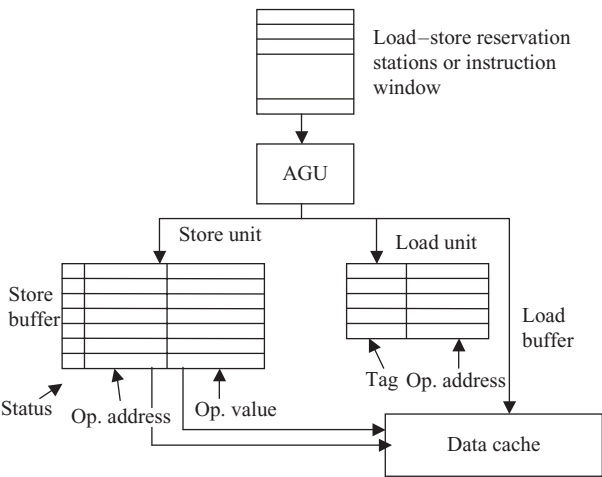 Load–store reservation
stations or instruction
window
AGU
Store unit
Load unit
Store
buffer
Load
buffer
Tag
Op. address
Status
Op. address
Op. value
Data cache